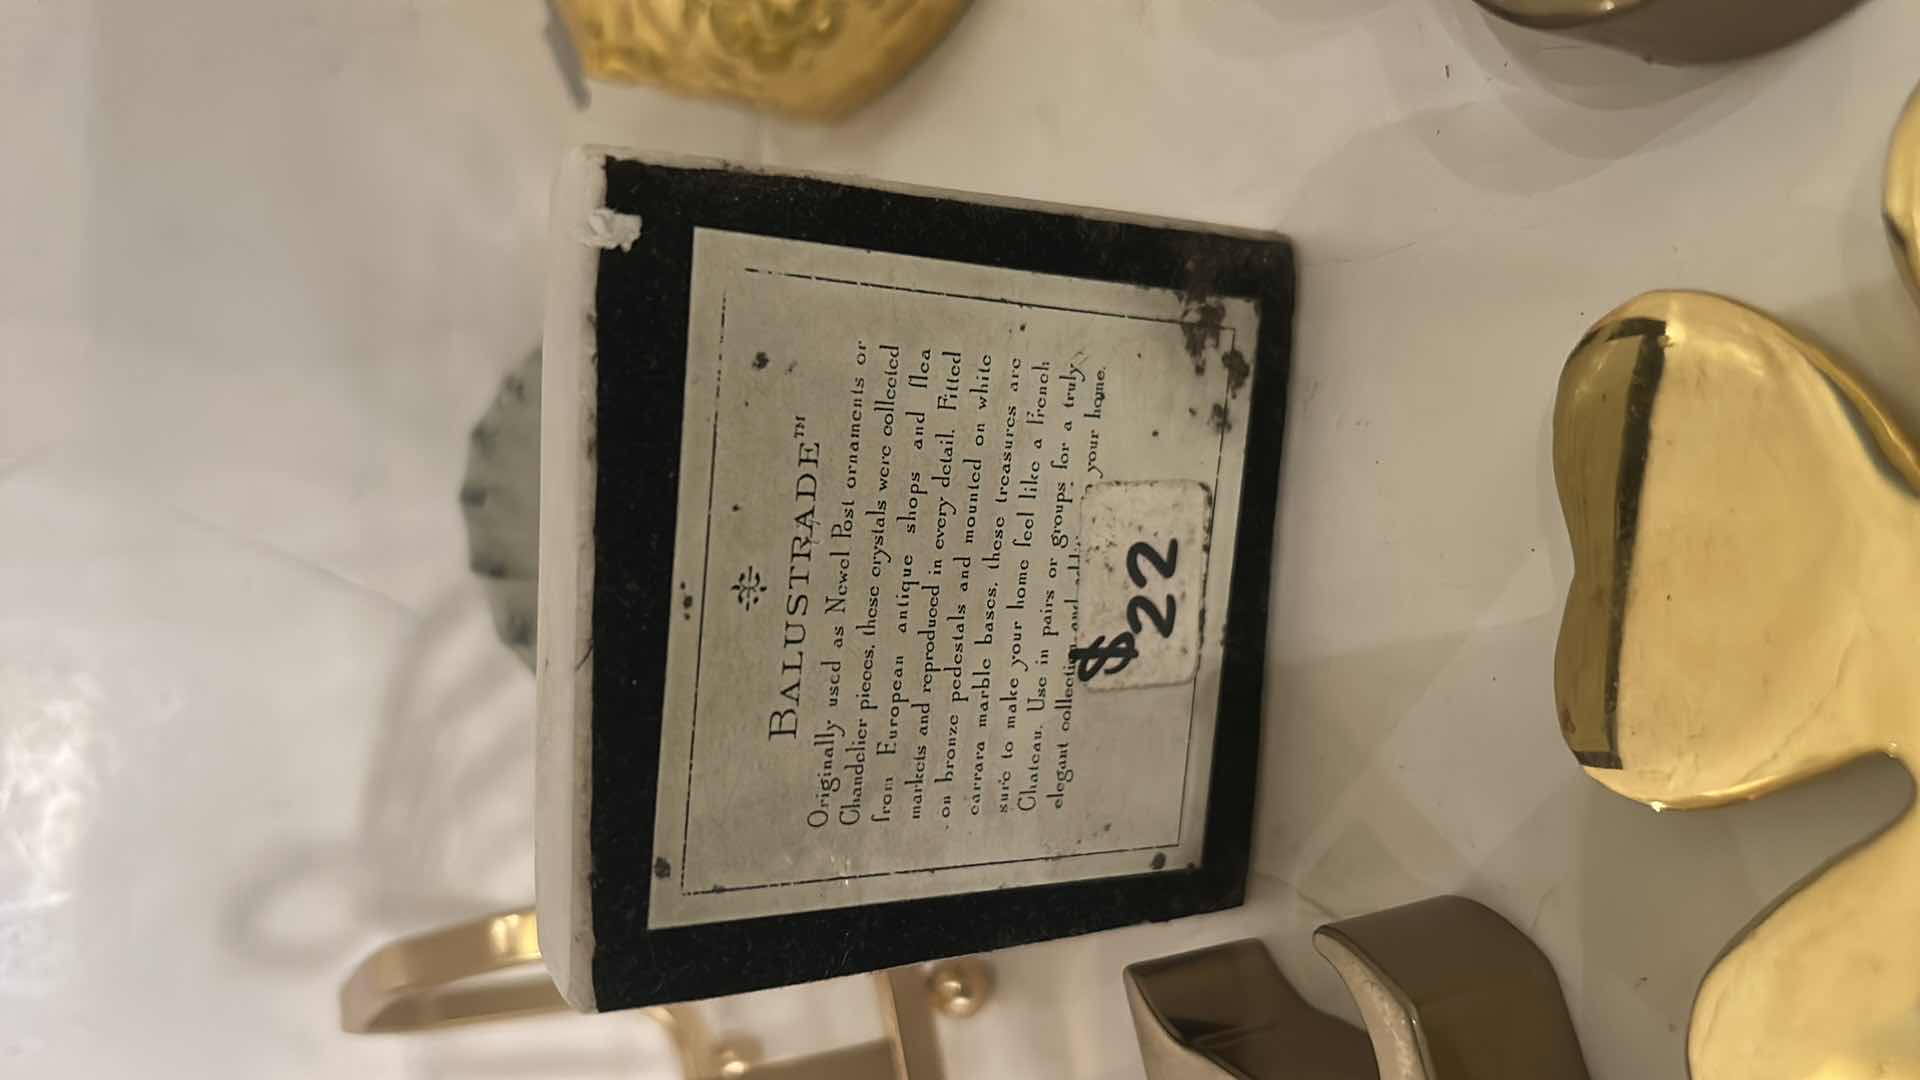 BALUSTRADE™
Originally used as Newel Post ornaments or
Chandelier pieces, these crystals were collected
from European antique shops and flea
markets and reproduced in every detail. Fitted
on bronze pedestals and mounted on white
carrara marble bases, these treasures are
sure to make your home feel like a French
Chateau. Use in pairs or groups for a truly
elegant collection and your home.
$22